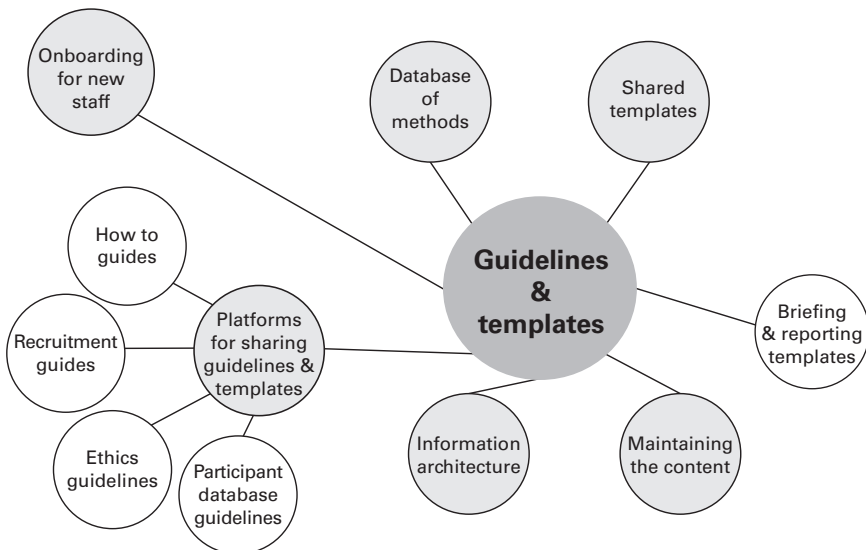 Onboarding
for new
staff
Database
of
methods
Shared
templates
How to
guides
Guidelines
&
templates
Recruitment
guides
Platforms
for sharing
guidelines &
templates
Briefing
& reporting
templates
Ethics
guidelines
Participant
database
guidelines
Information
architecture
Maintaining
the content